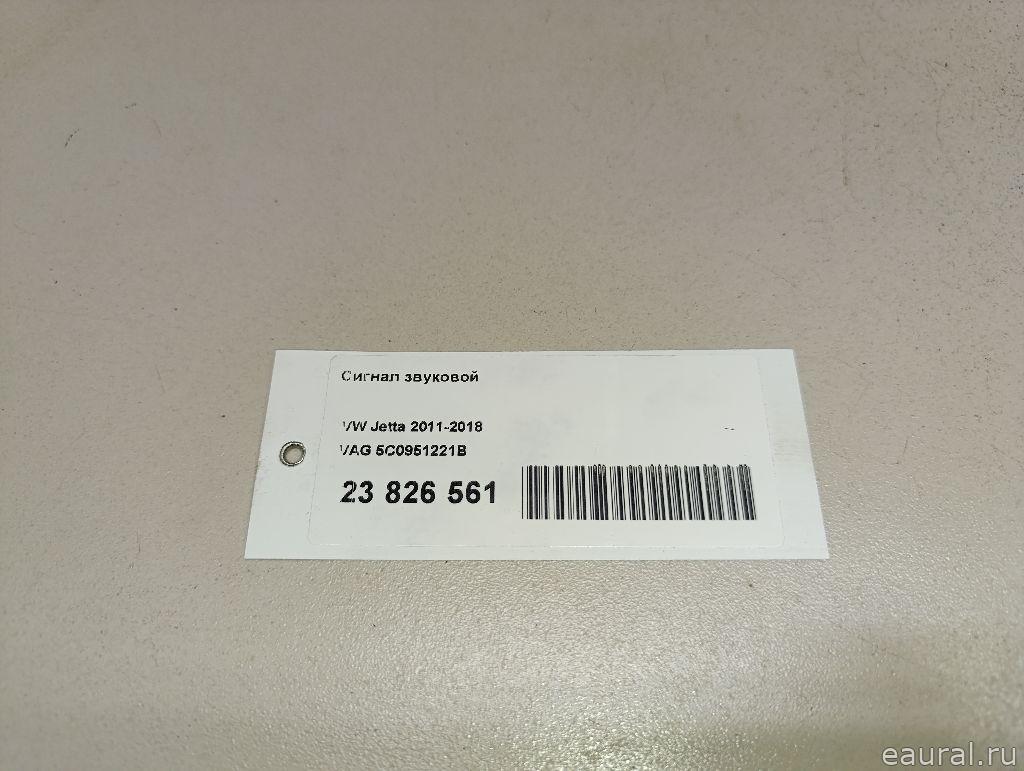 Сигнал звуковой
VW Jetta 2011-2018
VAG 5C0951221B
23 826 561
eaural.ru